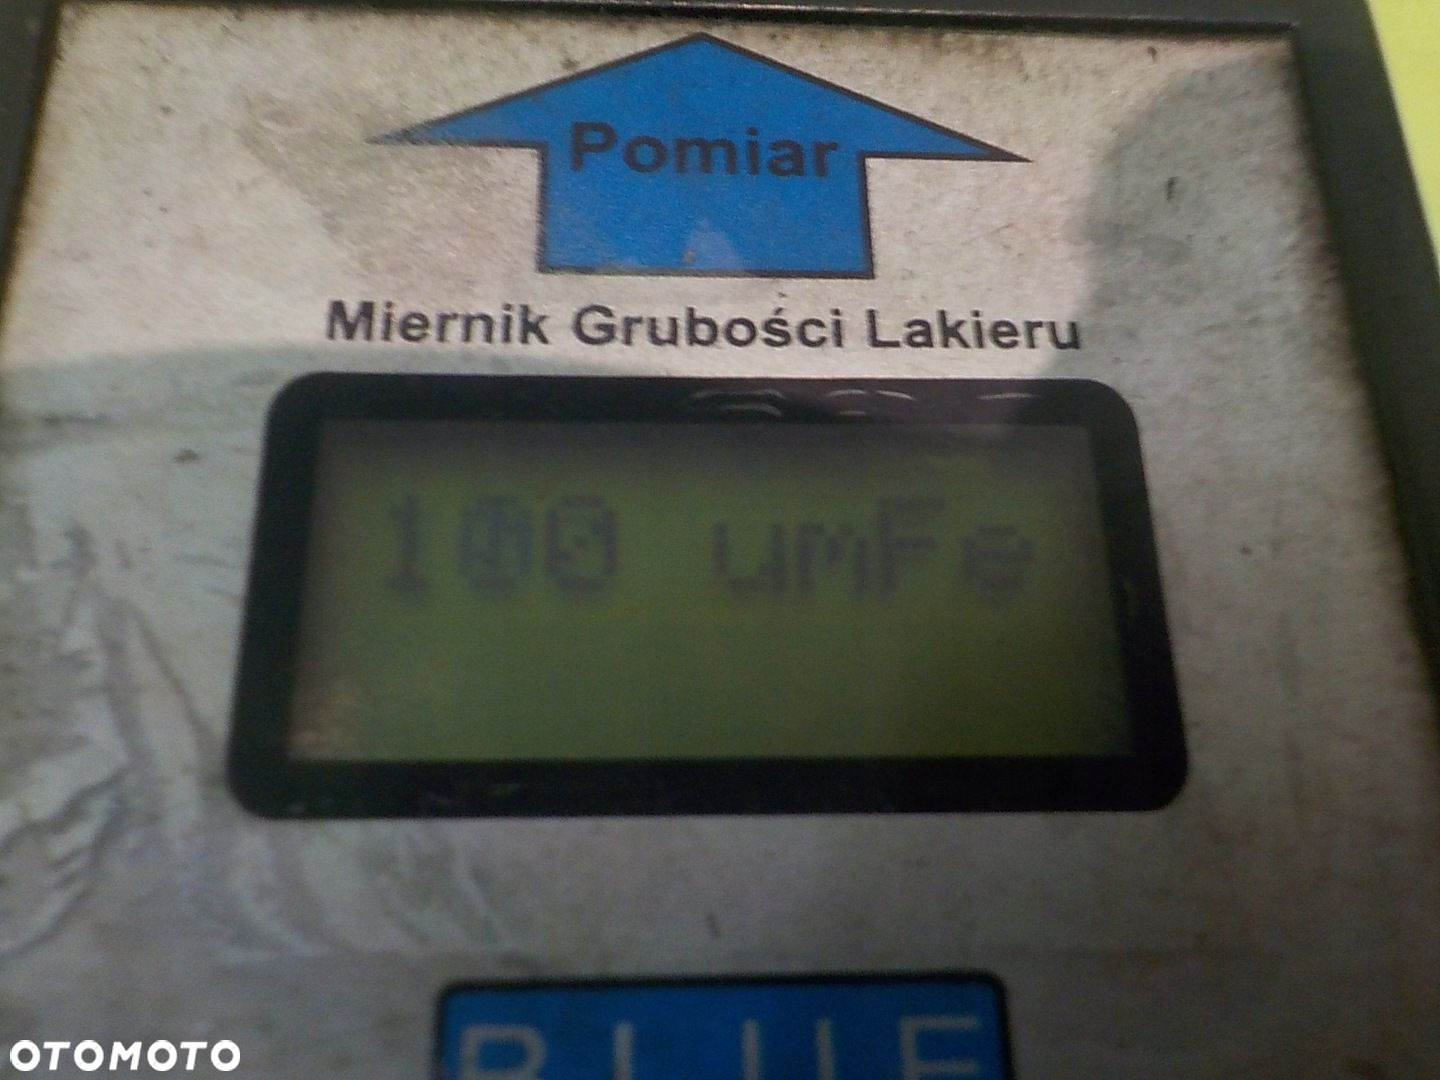 Pomiar
Miernik Grubości Lakieru
100 umFe
BLUE
OTOMOTO